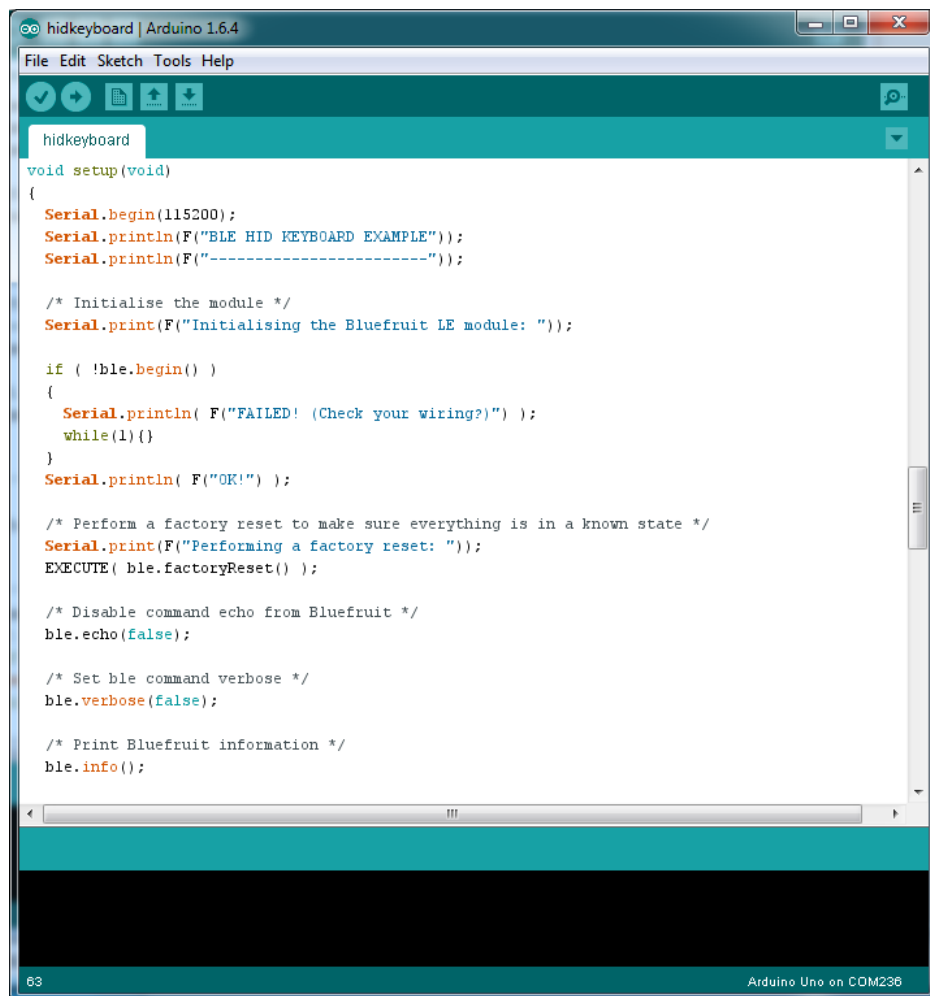 hidkeyboard | Arduino 1.6.4
File Edit Sketch Tools Help
hidkeyboard
void setup(void)
{
  Serial.begin(115200);
  Serial.println(F("BLE HID KEYBOARD EXAMPLE"));
  Serial.println(F("------------------------"));

  /* Initialise the module */
  Serial.print(F("Initialising the Bluefruit LE module: "));

  if ( !ble.begin() )
  {
    Serial.println( F("FAILED! (Check your wiring?)") );
    while(1){}
  }
  Serial.println( F("OK!") );

  /* Perform a factory reset to make sure everything is in a known state */
  Serial.print(F("Performing a factory reset: "));
  EXECUTE( ble.factoryReset() );

  /* Disable command echo from Bluefruit */
  ble.echo(false);

  /* Set ble command verbose */
  ble.verbose(false);

  /* Print Bluefruit information */
  ble.info();
63
Arduino Uno on COM236